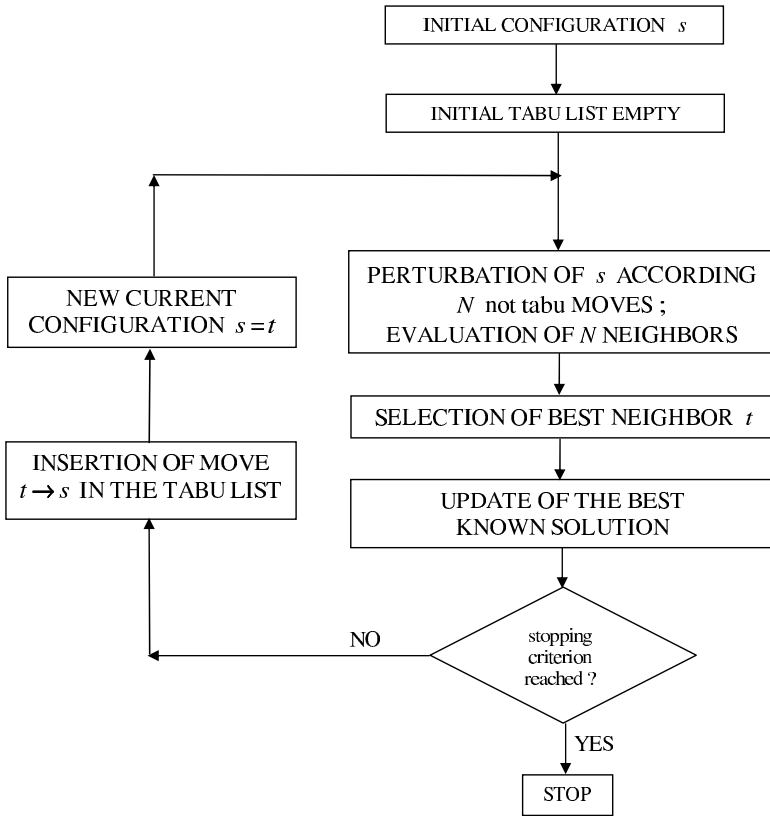 INITIAL CONFIGURATION s
INITIAL TABU LIST EMPTY
PERTURBATION OF s ACCORDING
N not tabu MOVES ;
EVALUATION OF N NEIGHBORS
SELECTION OF BEST NEIGHBOR t
UPDATE OF THE BEST
KNOWN SOLUTION
stopping
criterion
reached ?
NO
YES
STOP
INSERTION OF MOVE
t → s IN THE TABU LIST
NEW CURRENT
CONFIGURATION s = t